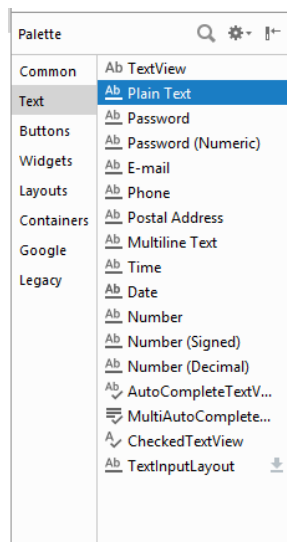 Palette
Common
Text
Buttons
Widgets
Layouts
Containers
Google
Legacy
Ab TextView
Ab Plain Text
Ab Password
Ab Password (Numeric)
Ab E-mail
Ab Phone
Ab Postal Address
Ab Multiline Text
Ab Time
Ab Date
Ab Number
Ab Number (Signed)
Ab Number (Decimal)
Ab AutoCompleteTextV...
MultiAutoComplete...
A CheckedTextView
Ab TextInputLayout